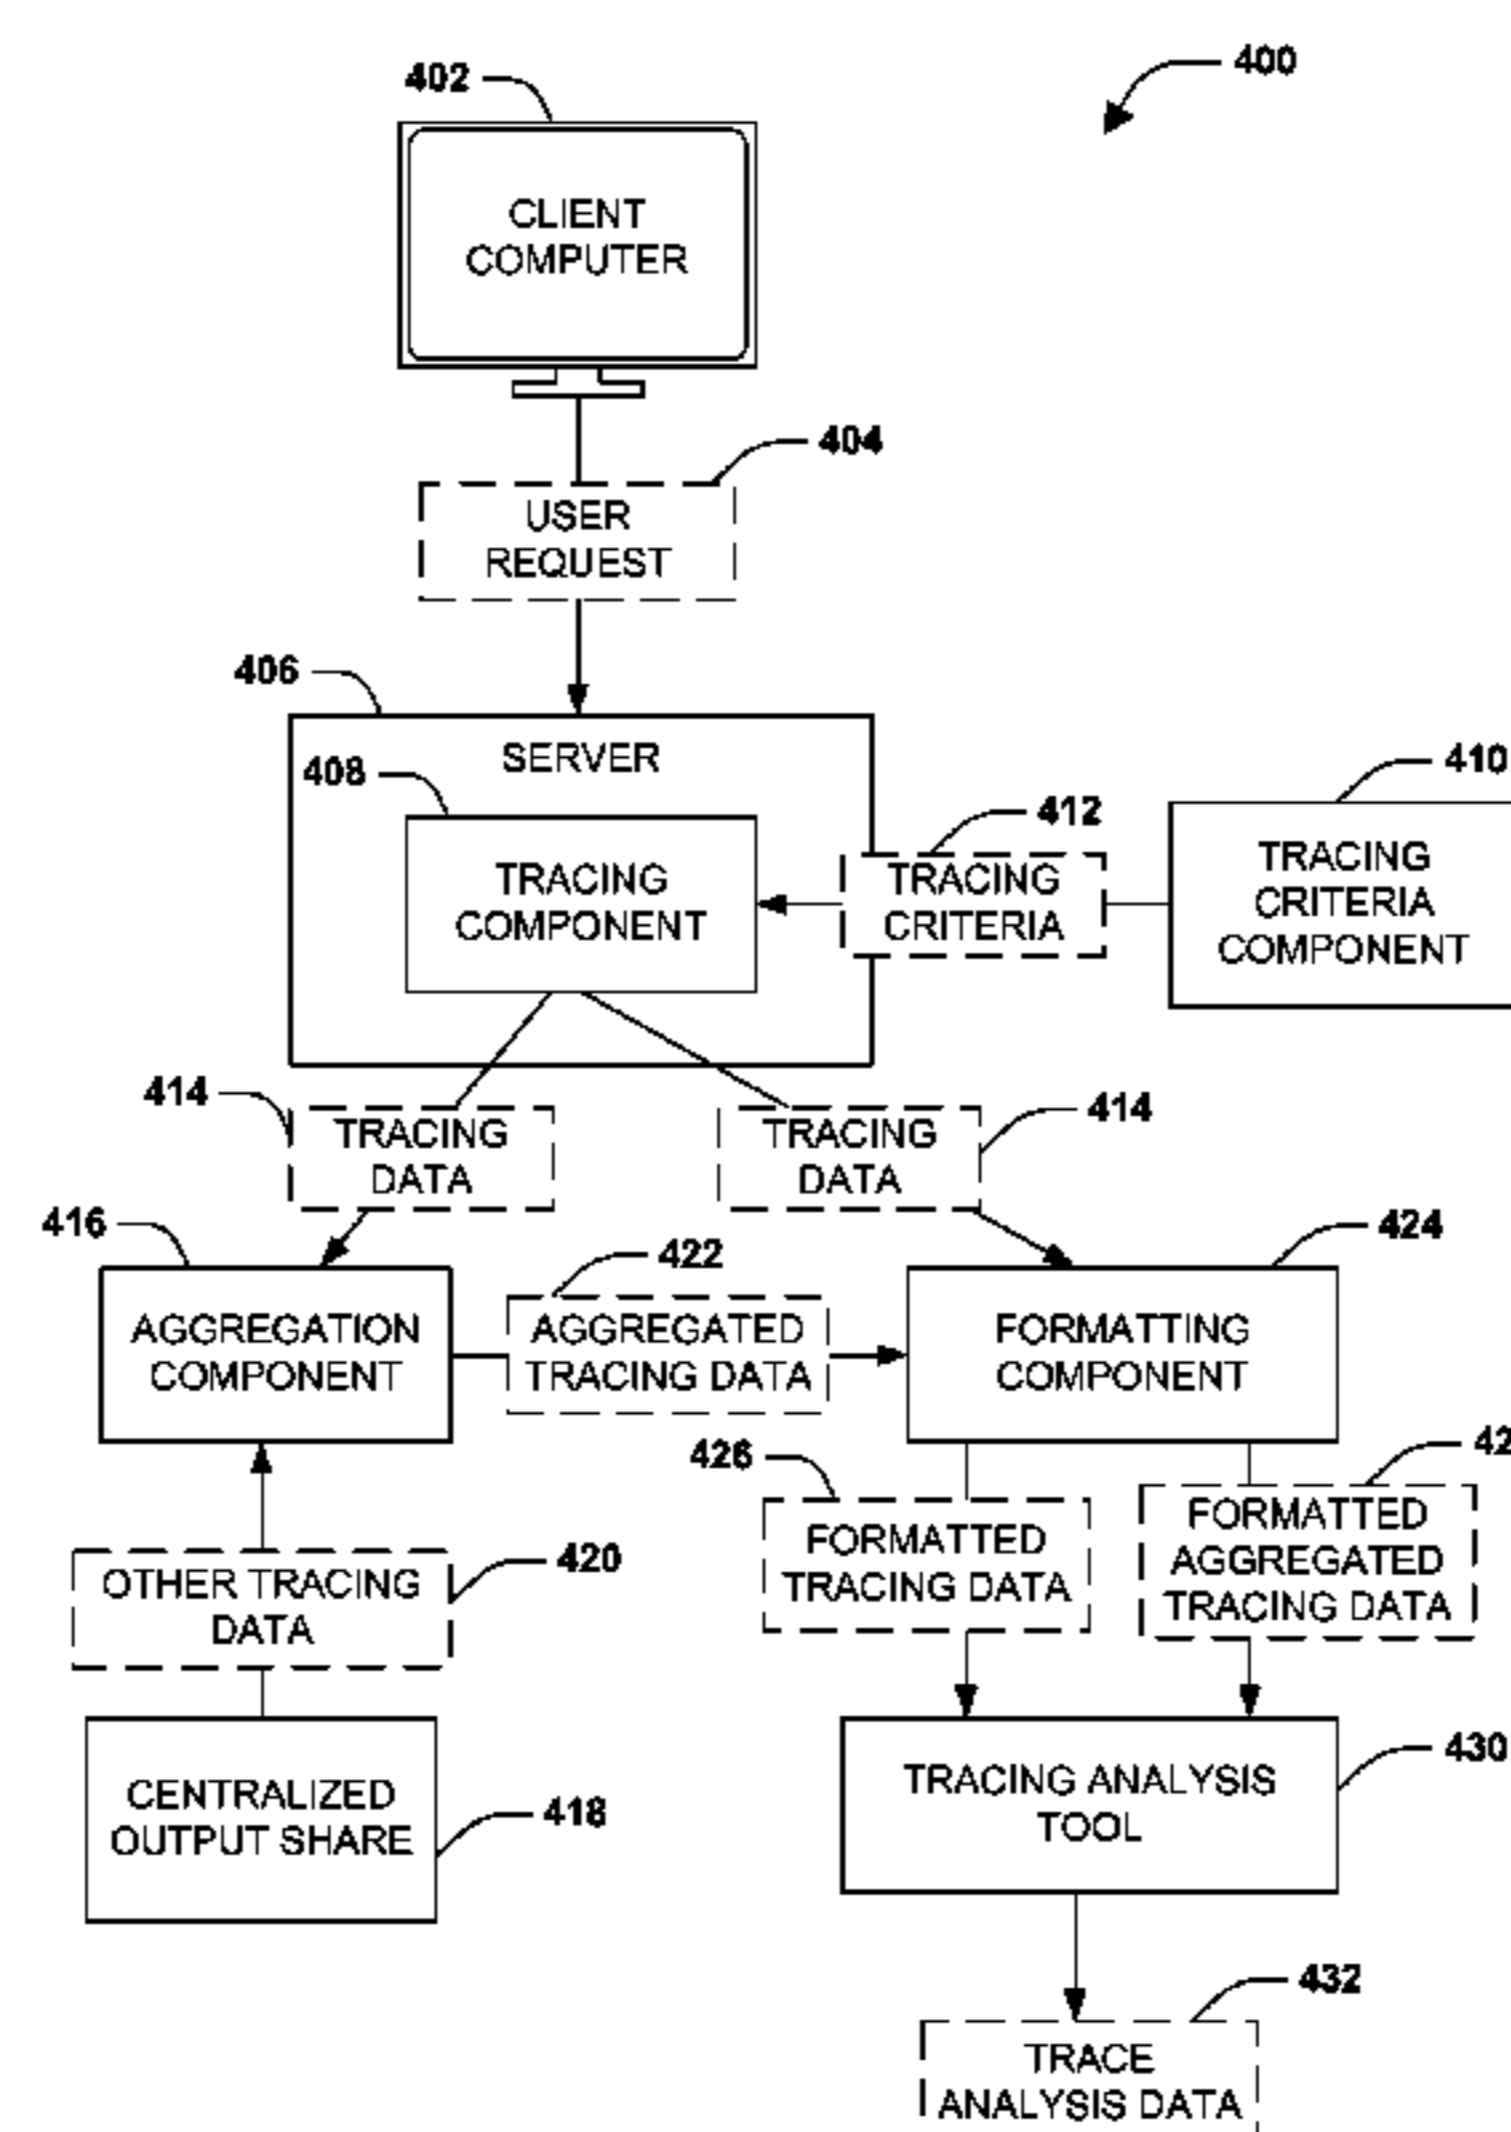 402
400
CLIENT
COMPUTER
404
USER
REQUEST
406
SERVER
408
410
412
TRACING
COMPONENT
TRACING
CRITERIA
TRACING
CRITERIA
COMPONENT
414
TRACING
DATA
TRACING
DATA
414
416
424
422
AGGREGATION
COMPONENT
AGGREGATED
TRACING DATA
FORMATTING
COMPONENT
426
FORMATTED
TRACING DATA
FORMATTED
AGGREGATED
TRACING DATA
420
OTHER TRACING
DATA
CENTRALIZED
OUTPUT SHARE
418
TRACING ANALYSIS
TOOL
430
432
TRACE
ANALYSIS DATA